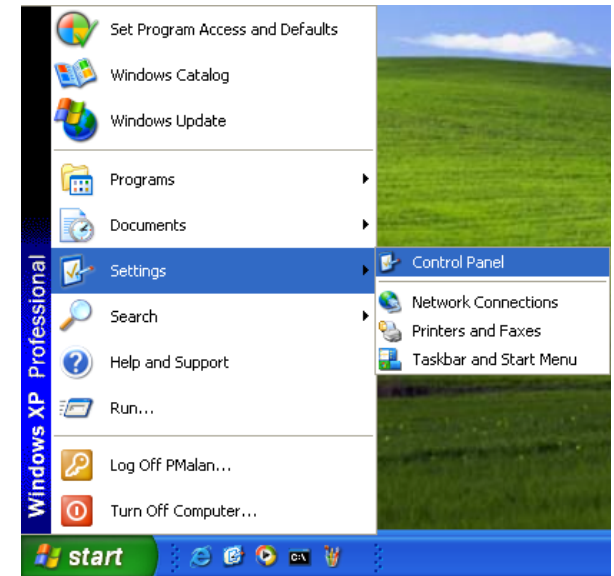 Set Program Access and Defaults
Windows Catalog
Windows Update
Programs
Documents
Settings
Control Panel
Network Connections
Printers and Faxes
Taskbar and Start Menu
Search
Help and Support
Run...
Log Off PMalan...
Turn Off Computer...
Windows XP Professional
start
C:\